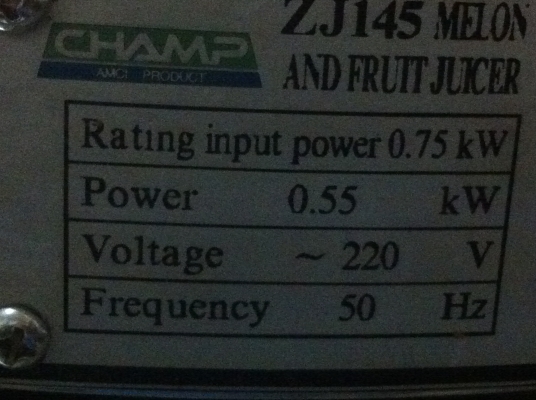 CHAMP
AMCI PRODUCT
ZJ145 MELON
AND FRUIT JUICER
Rating input power 0.75 kW
Power 0.55 kW
Voltage ~ 220 V
Frequency 50 Hz